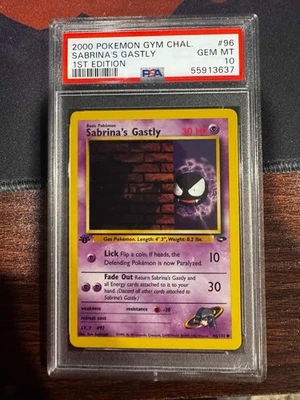 2000 POKEMON GYM CHAL. #96
SABRINA'S GASTLY GEM MT
1ST EDITION 10
PSA 55913637
Basic Pokémon
Sabrina's Gastly 30 HP
Gas Pokémon. Length: 4' 3", Weight: 0.2 lbs.
Lick Flip a coin. If heads, the 10
Defending Pokémon is now Paralyzed.
Fade Out Return Sabrina's Gastly
and all Energy cards attached to 30
it to your hand. (Discard all other cards attached to
Sabrina's Gastly.)
weakness resistance -30
retreat cost
96/132